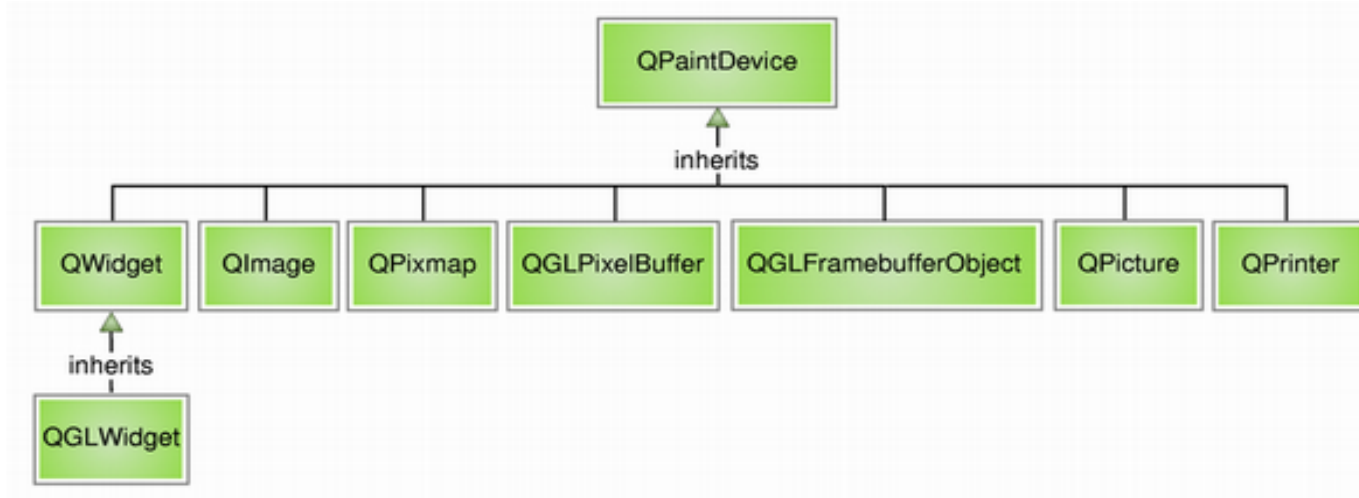 QPaintDevice
inherits
QWidget
QImage
QPixmap
QGLPixelBuffer
QGLFramebufferObject
QPicture
QPrinter
inherits
QGLWidget